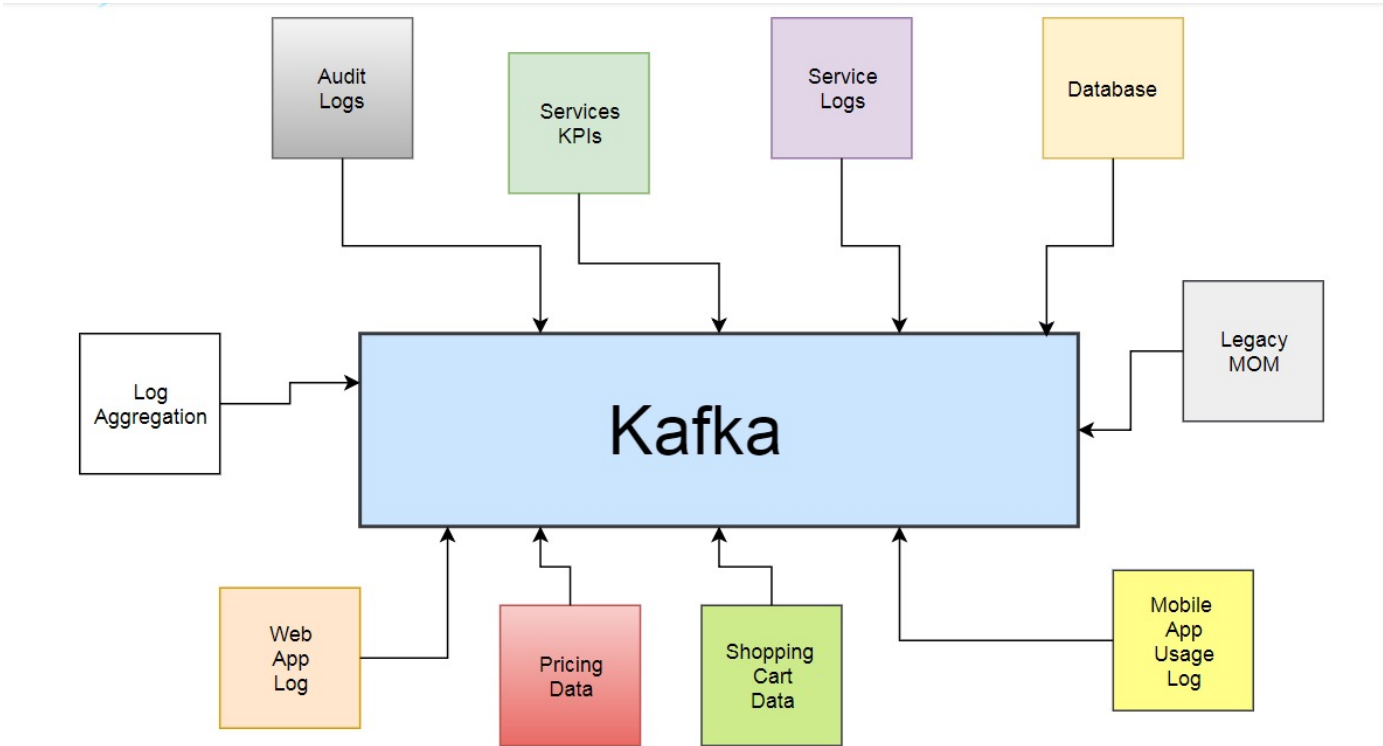 Audit
Logs
Services
KPIs
Service
Logs
Database
Legacy
MOM
Log
Aggregation
Kafka
Web
App
Log
Pricing
Data
Shopping
Cart
Data
Mobile
App
Usage
Log